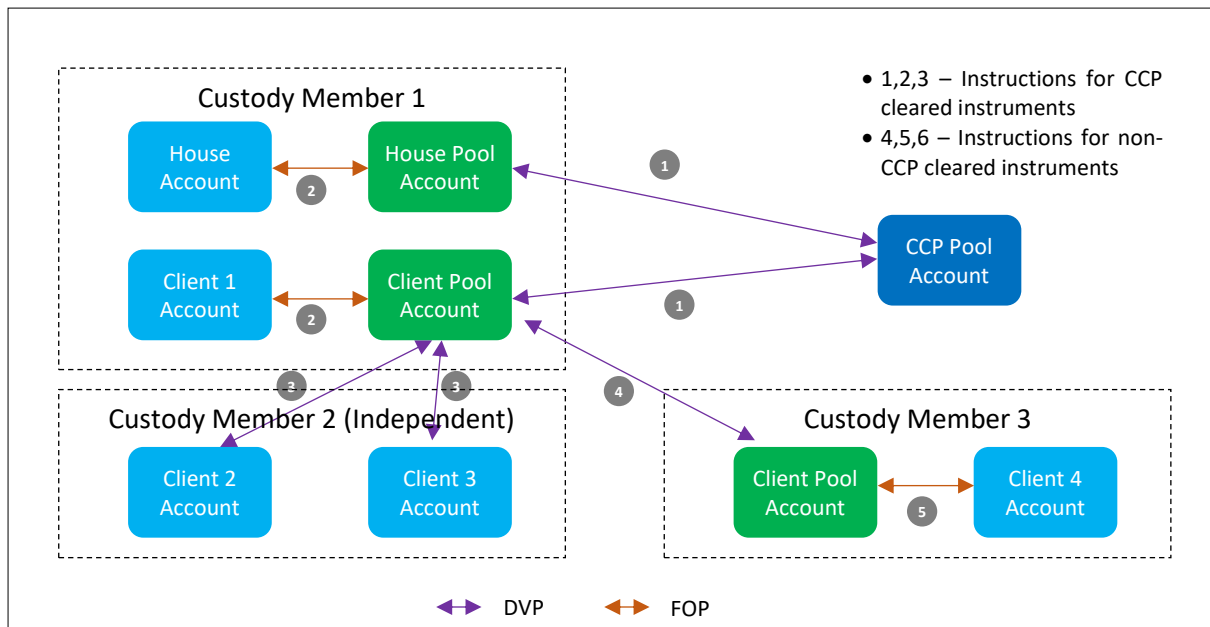 Custody Member 1
House
Account
House Pool
Account
2
1
• 1,2,3 – Instructions for CCP
cleared instruments
• 4,5,6 – Instructions for non-
CCP cleared instruments
Client 1
Account
Client Pool
Account
2
1
CCP Pool
Account
3
3
4
Custody Member 2 (Independent)
Client 2
Account
Client 3
Account
Custody Member 3
Client Pool
Account
Client 4
Account
5
DVP
FOP